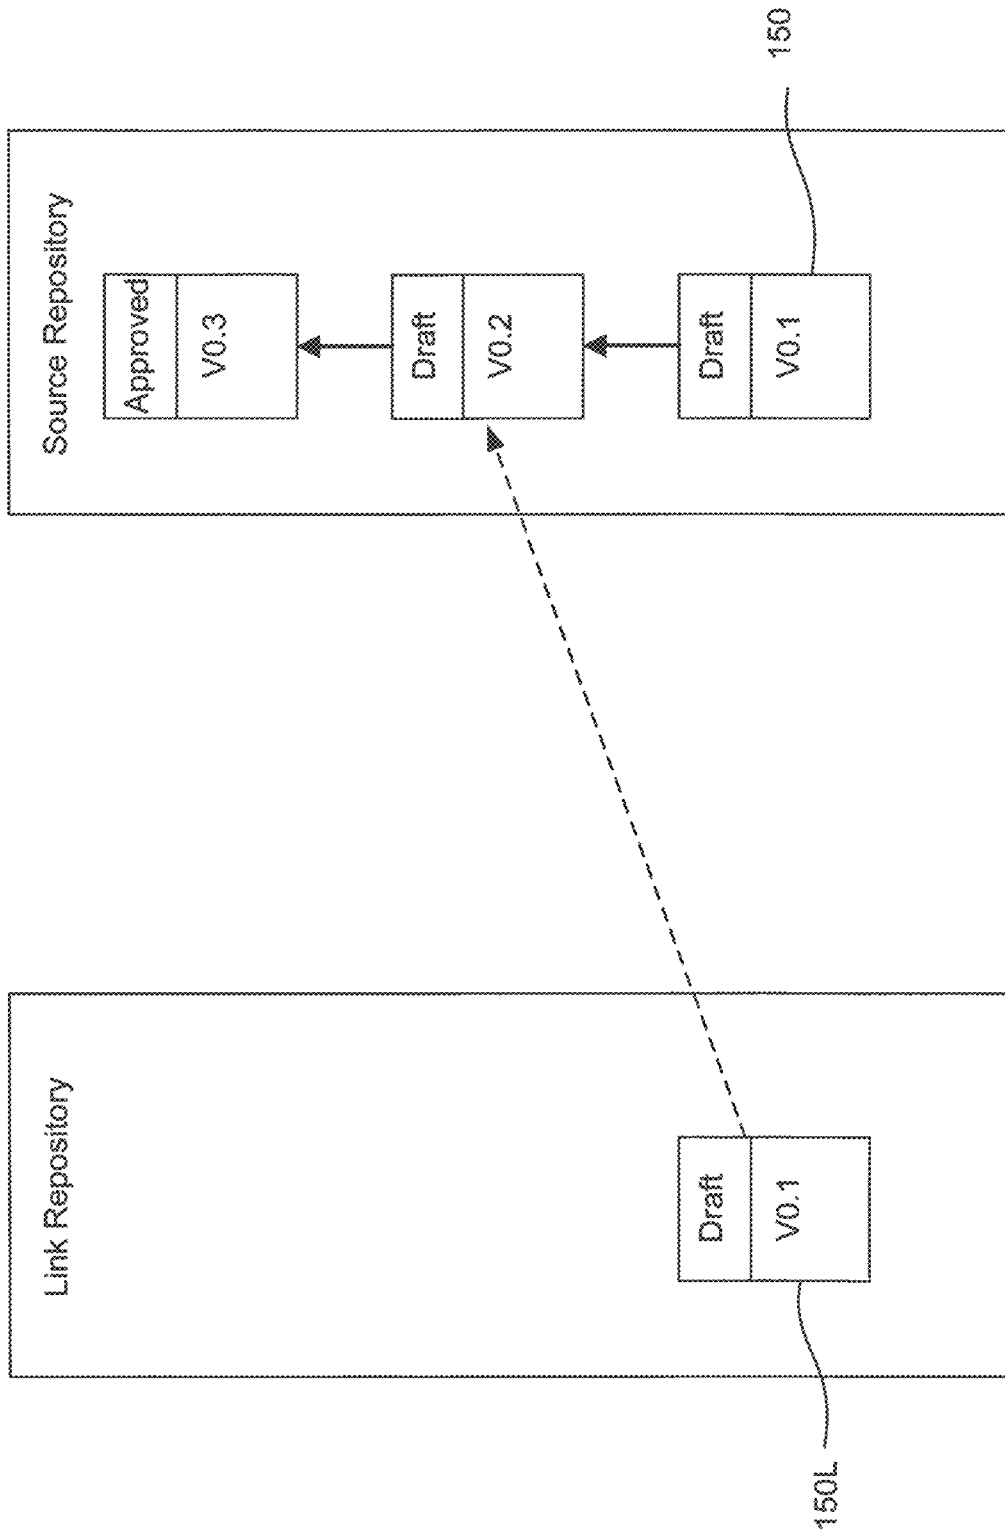 Link Repository
Source Repository
Approved
V0.3
Draft
V0.2
Draft
V0.1
Draft
V0.1
150L
150